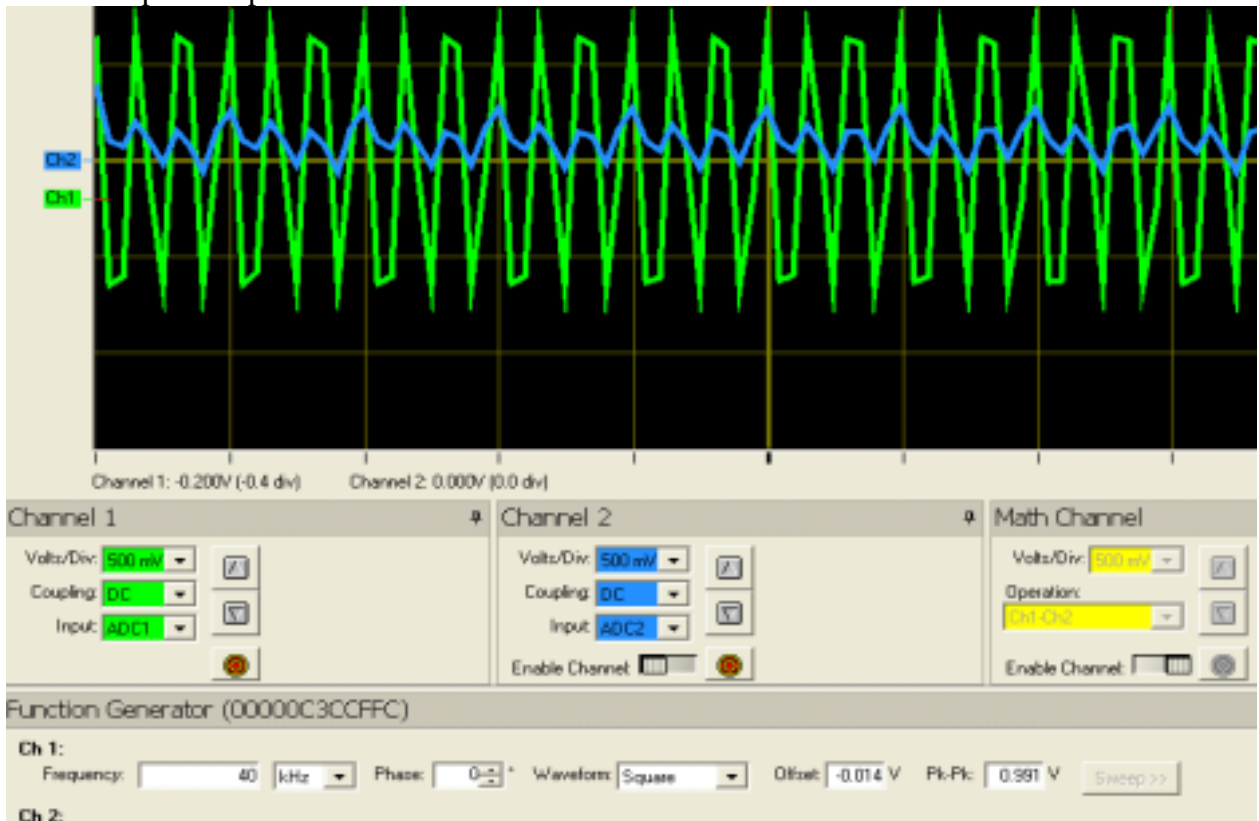 Ch2
Ch1
Channel 1: -0.200V (-0.4 div) Channel 2: 0.000V (0.0 div)
Channel 1 Channel 2 Math Channel
Volts/Div: 500 mV Volts/Div: 500 mV Volts/Div: 500 mV
Coupling: DC Coupling: DC Operation:
Input: ADC1 Input: ADC2 Ch1-Ch2
Enable Channel: Enable Channel:
Function Generator (00000C3CCFFC)
Ch 1:
Frequency: 40 kHz Phase: 0 ° Waveform: Square Offset: -0.014 V Pk-Pk: 0.991 V Sweep >>
Ch 2: